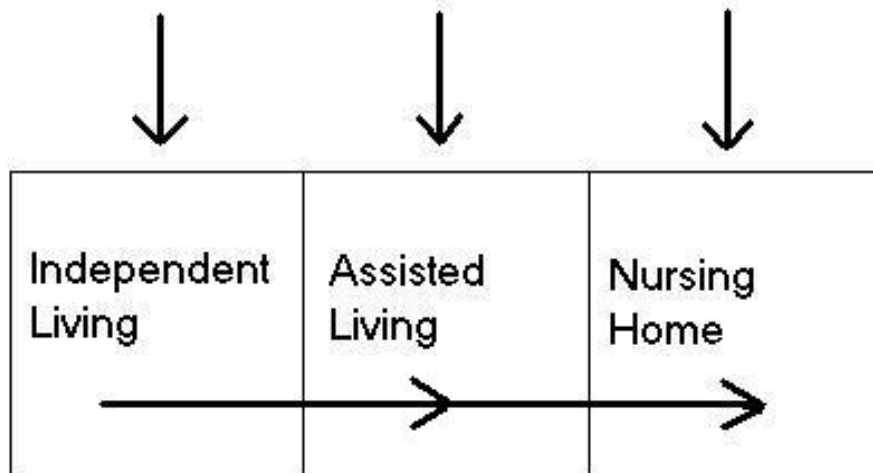 Independent
Living
Assisted
Living
Nursing
Home